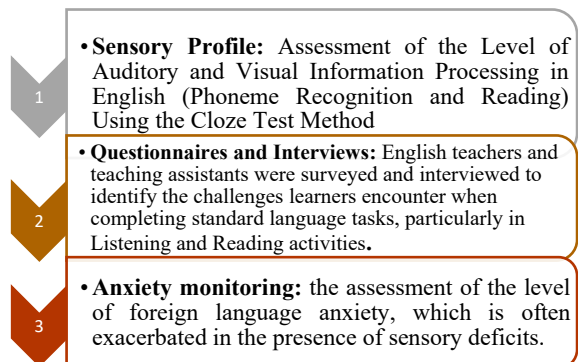 1
• Sensory Profile: Assessment of the Level of
Auditory and Visual Information Processing in
English (Phoneme Recognition and Reading)
Using the Cloze Test Method
2
• Questionnaires and Interviews: English teachers and
teaching assistants were surveyed and interviewed to
identify the challenges learners encounter when
completing standard language tasks, particularly in
Listening and Reading activities.
3
• Anxiety monitoring: the assessment of the level
of foreign language anxiety, which is often
exacerbated in the presence of sensory deficits.